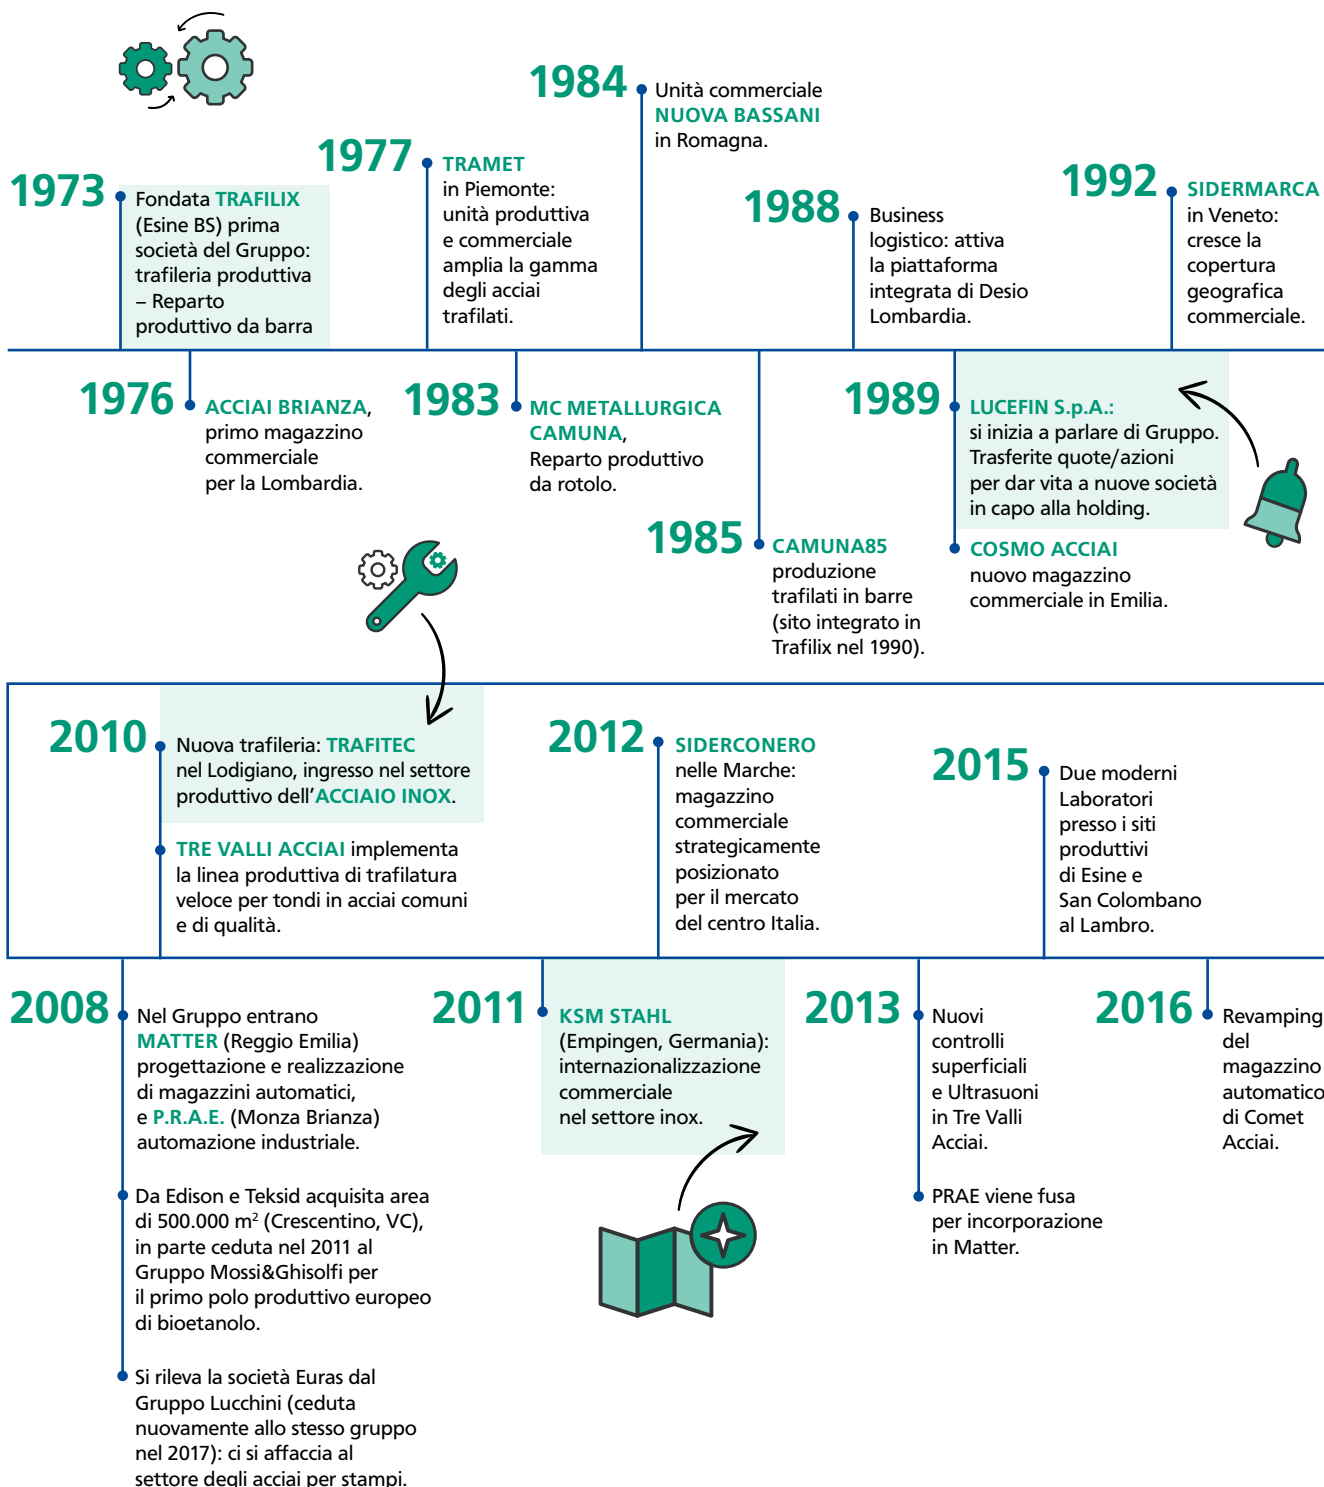 1973
Fondata TRAFILIX
(Esine BS) prima
società del Gruppo:
trafileria produttiva
– Reparto
produttivo da barra
1976
ACCIAI BRIANZA,
primo magazzino
commerciale
per la Lombardia.
1977
TRAMET
in Piemonte:
unità produttiva
e commerciale
amplia la gamma
degli acciai
trafilati.
1983
MC METALLURGICA
CAMUNA,
Reparto produttivo
da rotolo.
1984
Unità commerciale
NUOVA BASSANI
in Romagna.
1985
CAMUNA85
produzione
trafilati in barre
(sito integrato in
Trafilix nel 1990).
1988
Business
logistico: attiva
la piattaforma
integrata di Desio
Lombardia.
1989
LUCEFIN S.p.A.:
si inizia a parlare di Gruppo.
Trasferite quote/azioni
per dar vita a nuove società
in capo alla holding.
COSMO ACCIAI
nuovo magazzino
commerciale in Emilia.
1992
SIDERMARCA
in Veneto:
cresce la
copertura
geografica
commerciale.
2008
Nel Gruppo entrano
MATTER (Reggio Emilia)
progettazione e realizzazione
di magazzini automatici,
e P.R.A.E. (Monza Brianza)
automazione industriale.
Da Edison e Teksid acquisita area
di 500.000 m² (Crescentino, VC),
in parte ceduta nel 2011 al
Gruppo Mossi&Ghisolfi per
il primo polo produttivo europeo
di bioetanolo.
Si rileva la società Euras dal
Gruppo Lucchini (ceduta
nuovamente allo stesso gruppo
nel 2017): ci si affaccia al
settore degli acciai per stampi.
2010
Nuova trafileria: TRAFITEC
nel Lodigiano, ingresso nel settore
produttivo dell'ACCIAIO INOX.
TRE VALLI ACCIAI implementa
la linea produttiva di trafilatura
veloce per tondi in acciai comuni
e di qualità.
2011
KSM STAHL
(Empingen, Germania):
internazionalizzazione
commerciale
nel settore inox.
2012
SIDERCONERO
nelle Marche:
magazzino
commerciale
strategicamente
posizionato
per il mercato
del centro Italia.
2013
Nuovi
controlli
superficiali
e Ultrasuoni
in Tre Valli
Acciai.
PRAE viene fusa
per incorporazione
in Matter.
2015
Due moderni
Laboratori
presso i siti
produttivi
di Esine e
San Colombano
al Lambro.
2016
Revamping
del
magazzino
automatico
di Comet
Acciai.